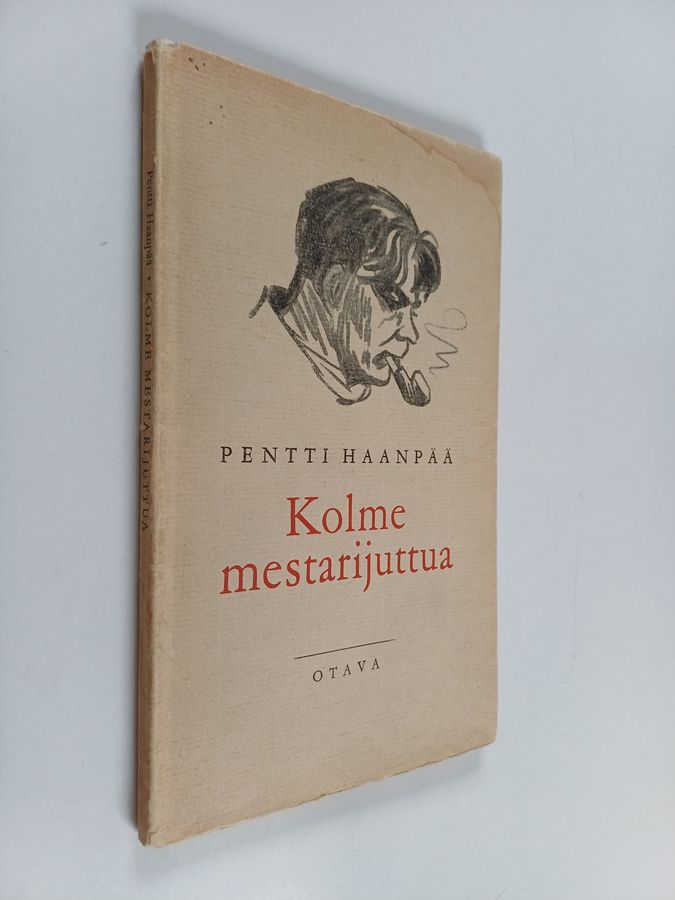 Pentti Haanpää • KOLME MESTARIJUTTUA
PENTTI HAANPÄÄ
Kolme
mestarijuttua
OTAVA